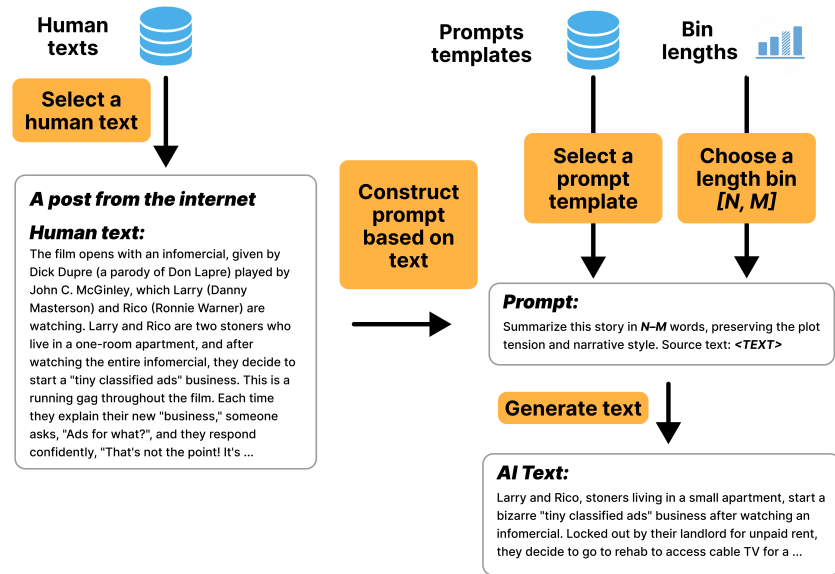 Human
texts
Select a
human text
A post from the internet
Human text:
The film opens with an infomercial, given by
Dick Dupre (a parody of Don Lapre) played by
John C. McGinley, which Larry (Danny
Masterson) and Rico (Ronnie Warner) are
watching. Larry and Rico are two stoners who
live in a one-room apartment, and after
watching the entire infomercial, they decide to
start a "tiny classified ads" business. This is a
running gag throughout the film. Each time
they explain their new "business," someone
asks, "Ads for what?", and they respond
confidently, "That's not the point! It's ...
Construct
prompt
based on
text
Prompts
templates
Bin
lengths
Select a
prompt
template
Choose a
length bin
[N, M]
Prompt:
Summarize this story in N–M words, preserving the plot
tension and narrative style. Source text: <TEXT>
Generate text
AI Text:
Larry and Rico, stoners living in a small apartment, start a
bizarre "tiny classified ads" business after watching an
infomercial. Locked out by their landlord for unpaid rent,
they decide to go to rehab to access cable TV for a ...